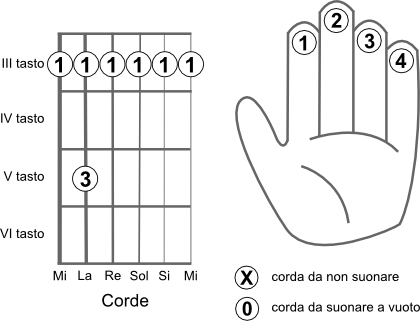 1 2 3 4
III tasto 1 1 1 1 1 1
IV tasto
V tasto 3
VI tasto
Mi La Re Sol Si Mi
Corde
X corda da non suonare
0 corda da suonare a vuoto